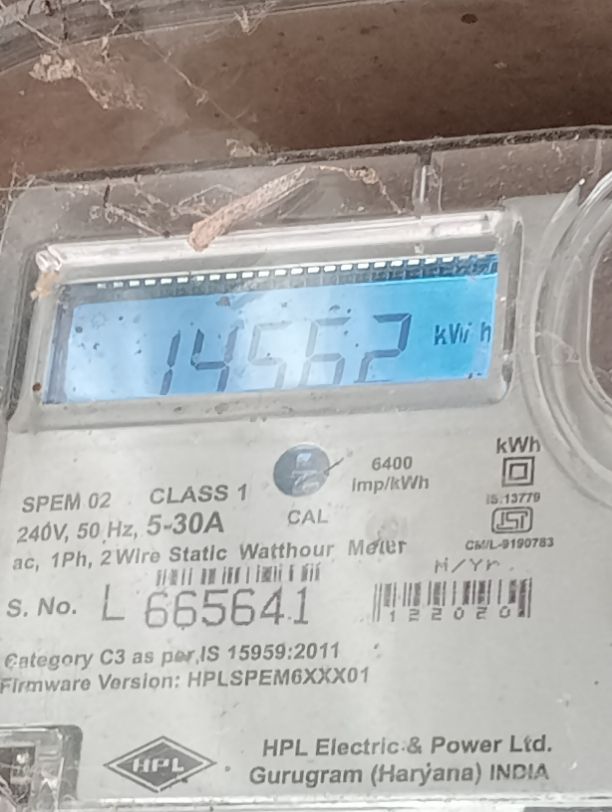 14562 kWh
6400
imp/kWh
kWh
IS:13779
SPEM 02 CLASS 1
240V, 50 Hz, 5-30A
CAL
CM/L-9190783
ac, 1Ph, 2Wire Static Watthour Meter
M/Yr.
S. No. L 665641
122020
Category C3 as per IS 15959:2011
Firmware Version: HPLSPEM6XXX01
HPL
HPL Electric & Power Ltd.
Gurugram (Haryana) INDIA